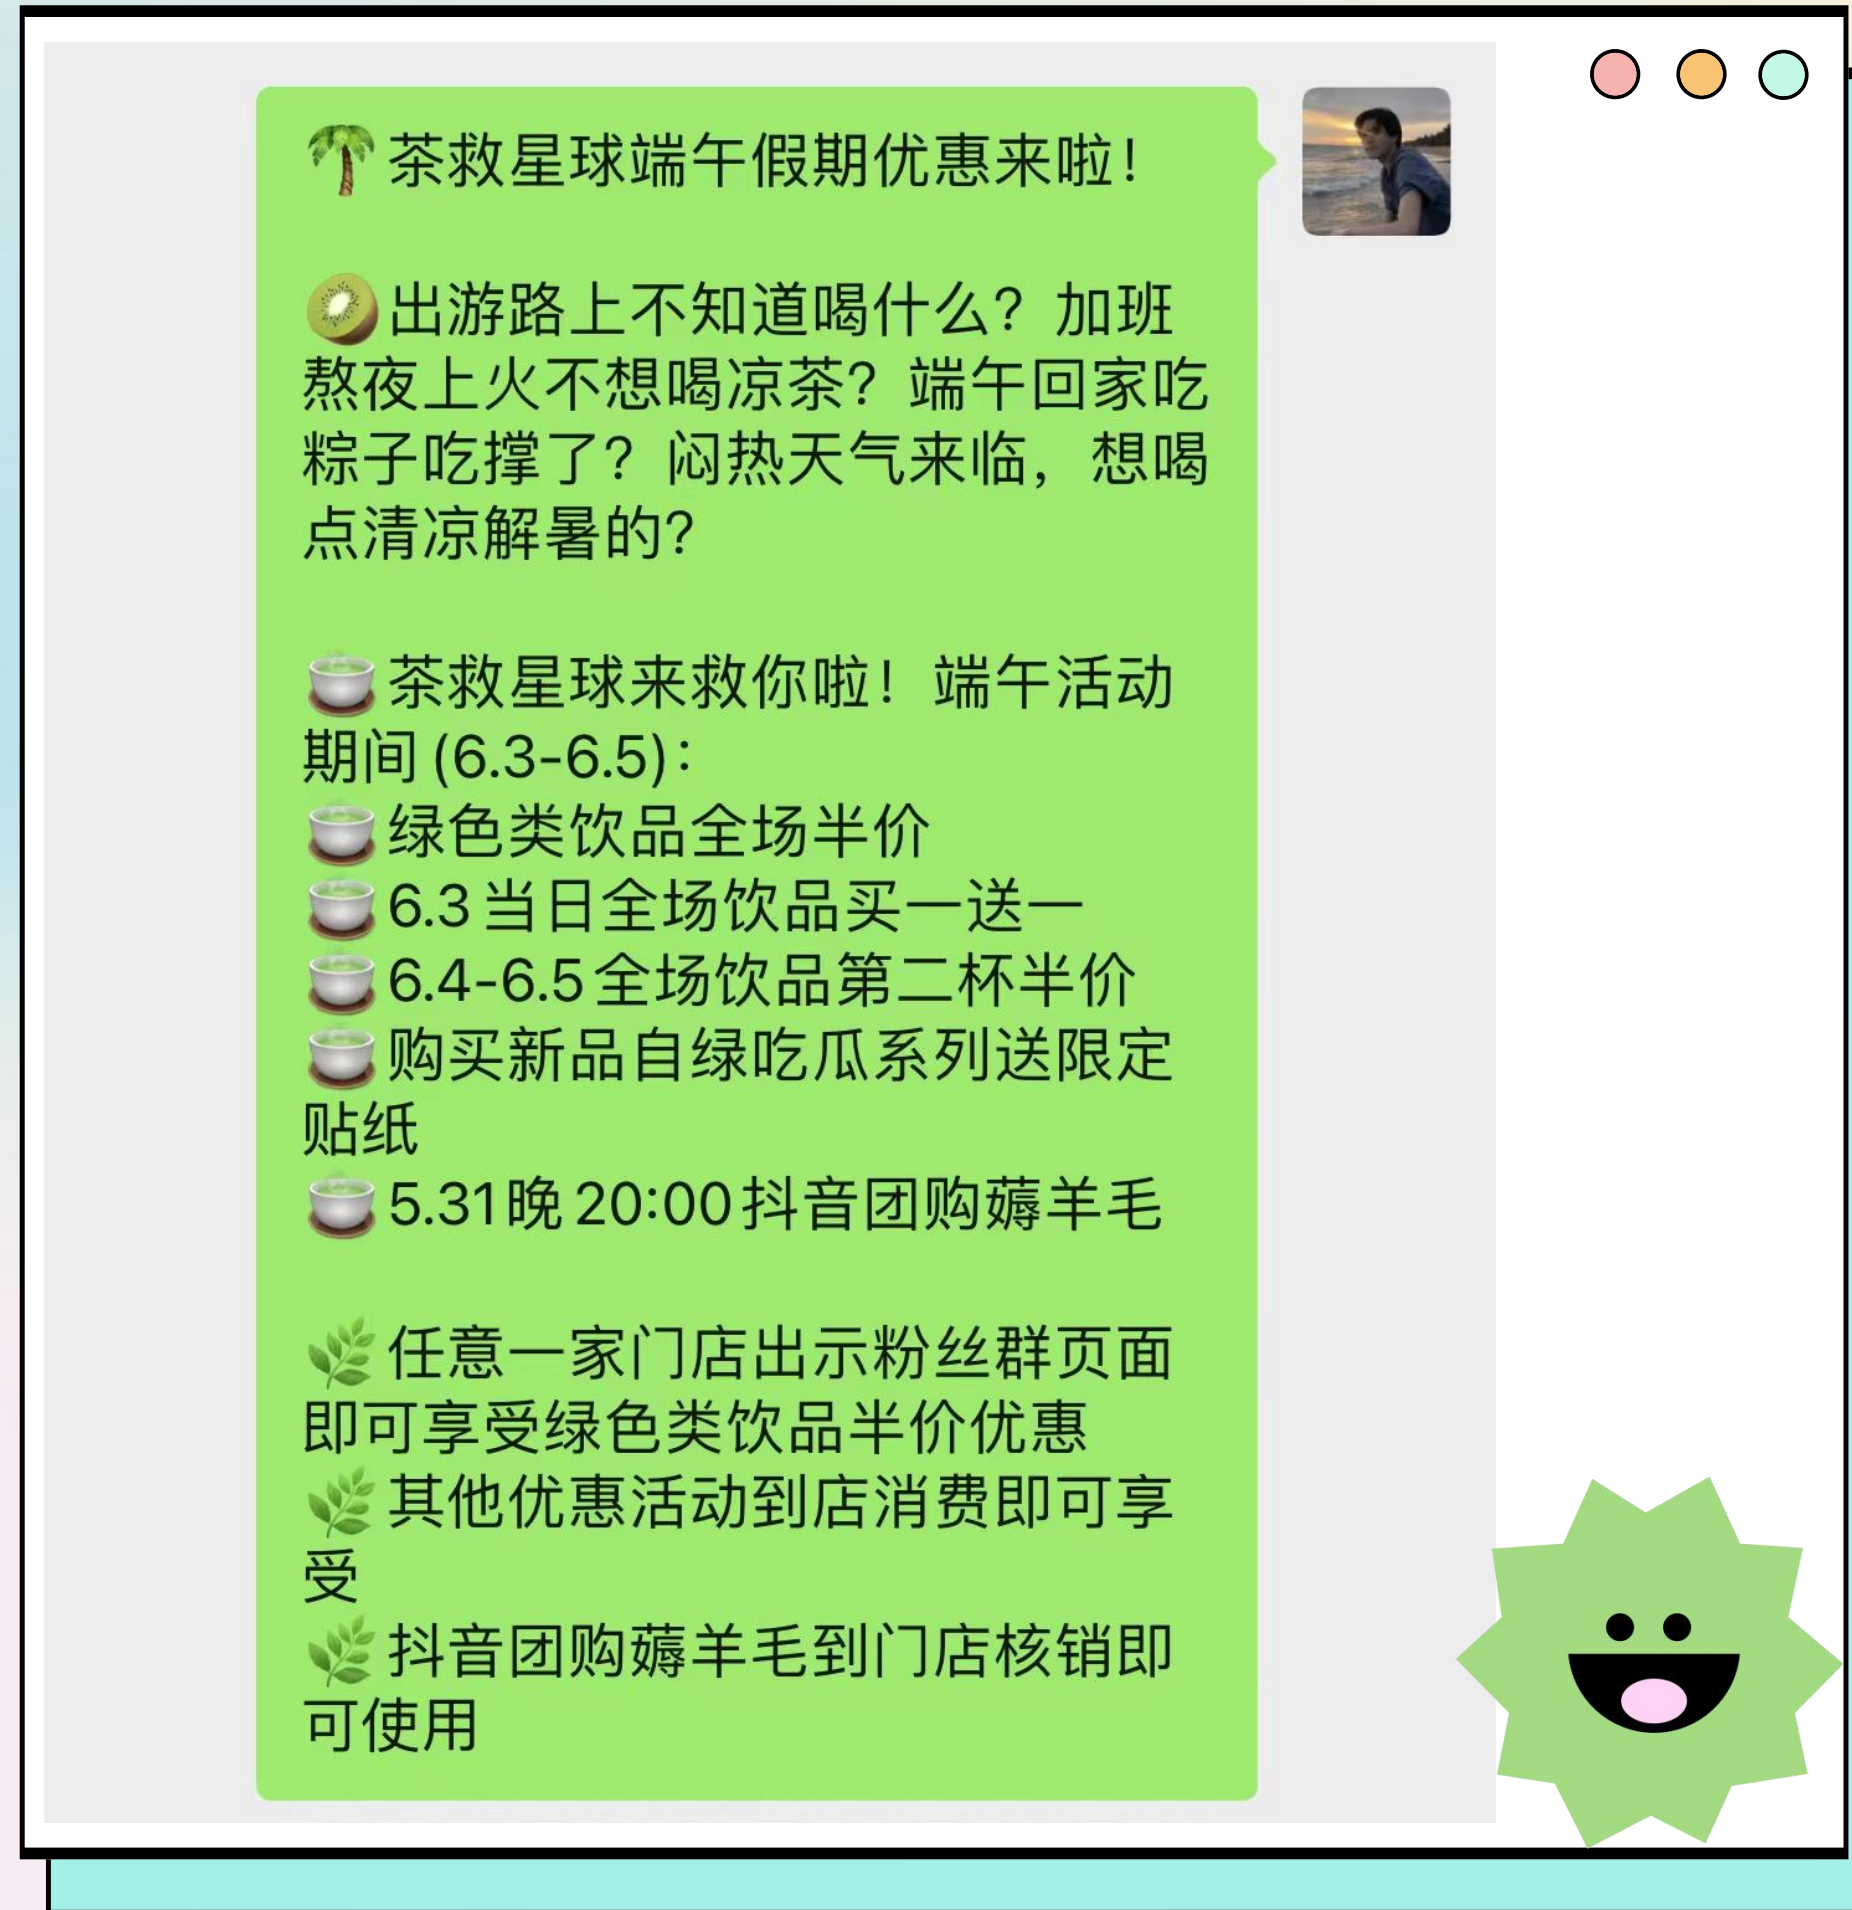 🌴茶救星球端午假期优惠来啦！
🥝出游路上不知道喝什么？加班
熬夜上火不想喝凉茶？端午回家吃
粽子吃撑了？闷热天气来临，想喝
点清凉解暑的？
🍵茶救星球来救你啦！端午活动
期间(6.3-6.5)：
🍵绿色类饮品全场半价
🍵6.3当日全场饮品买一送一
🍵6.4-6.5全场饮品第二杯半价
🍵购买新品自绿吃瓜系列送限定
贴纸
🍵5.31晚20:00抖音团购薅羊毛
🌿任意一家门店出示粉丝群页面
即可享受绿色类饮品半价优惠
🌿其他优惠活动到店消费即可享
受
🌿抖音团购薅羊毛到门店核销即
可使用